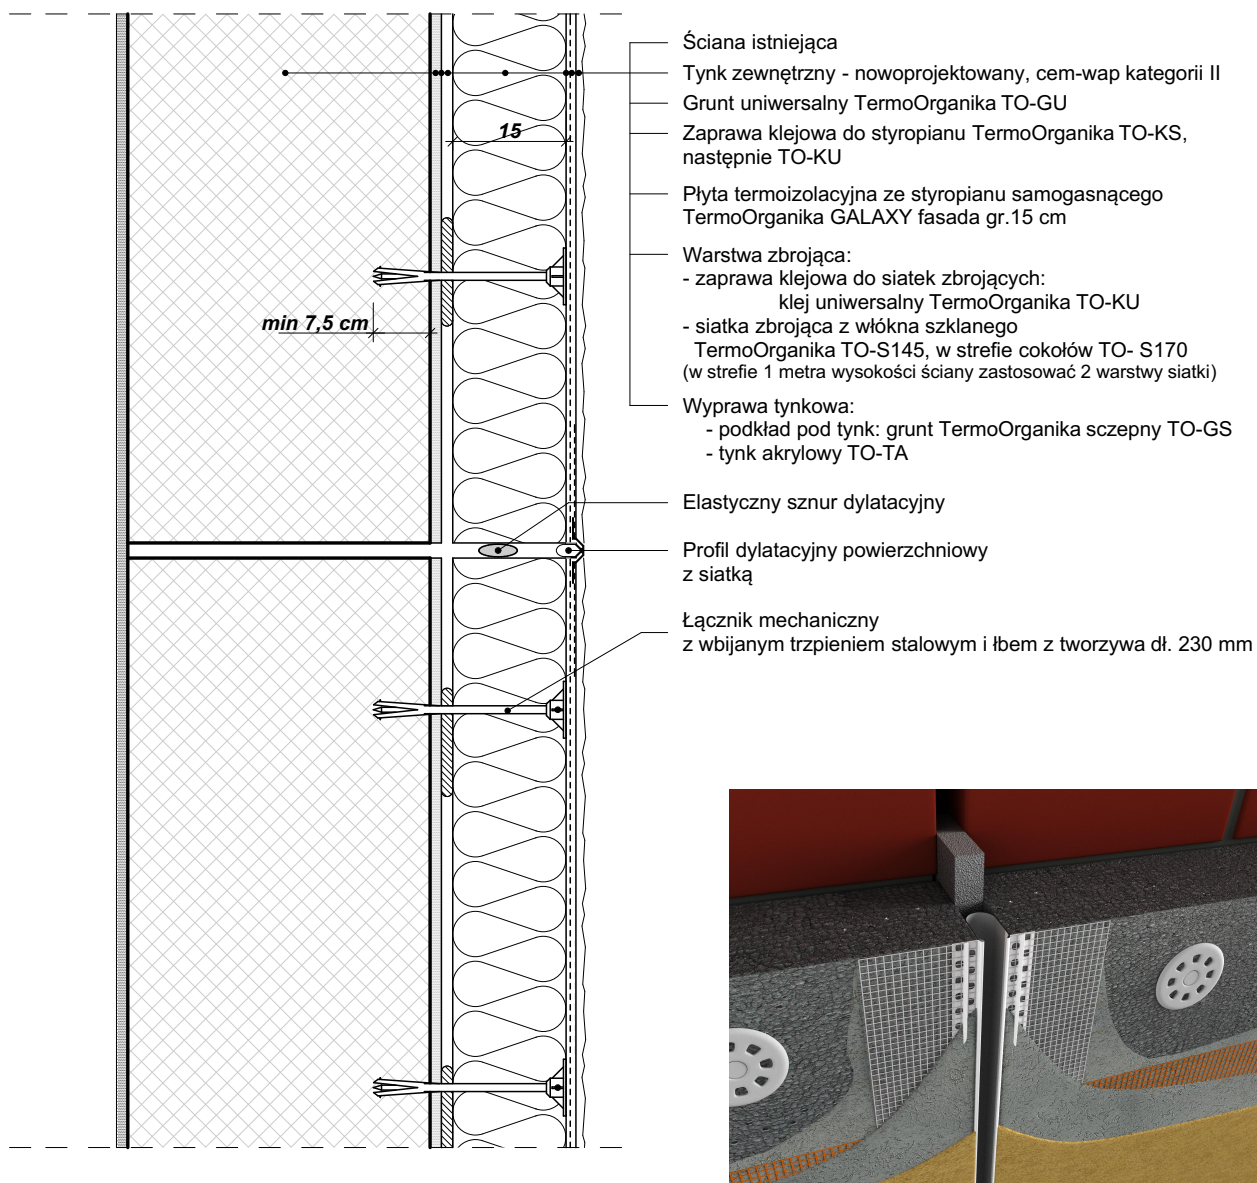 Ściana istniejąca
Tynk zewnętrzny - nowoprojektowany, cem-wap kategorii II
Grunt uniwersalny TermoOrganika TO-GU
Zaprawa klejowa do styropianu TermoOrganika TO-KS,
następnie TO-KU
Płyta termoizolacyjna ze styropianu samogasnącego
TermoOrganika GALAXY fasada gr.15 cm
Warstwa zbrojąca:
- zaprawa klejowa do siatek zbrojących:
klej uniwersalny TermoOrganika TO-KU
- siatka zbrojąca z włókna szklanego
TermoOrganika TO-S145, w strefie cokołów TO- S170
(w strefie 1 metra wysokości ściany zastosować 2 warstwy siatki)
Wyprawa tynkowa:
- podkład pod tynk: grunt TermoOrganika sczepny TO-GS
- tynk akrylowy TO-TA
Elastyczny sznur dylatacyjny
Profil dylatacyjny powierzchniowy
z siatką
Łącznik mechaniczny
z wbijanym trzpieniem stalowym i łbem z tworzywa dł. 230 mm
15
min 7,5 cm